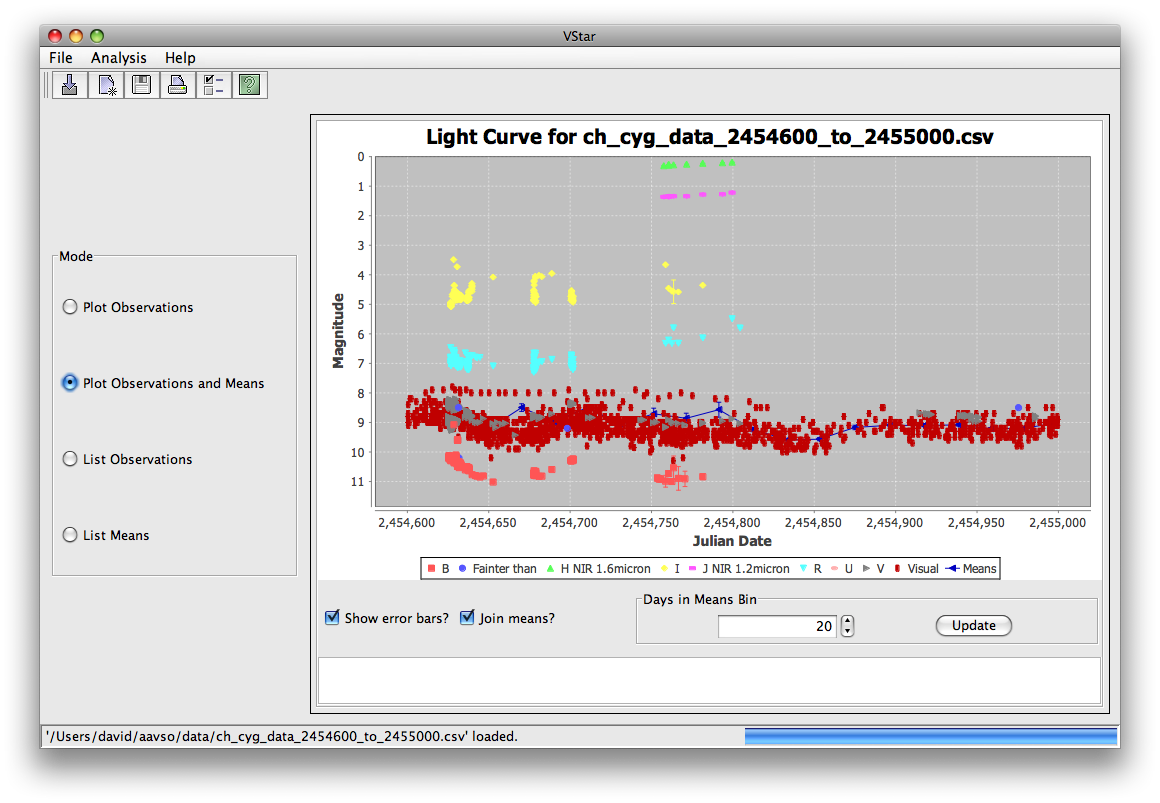 VStar
File Analysis Help
Light Curve for ch_cyg_data_2454600_to_2455000.csv
Mode
Plot Observations
Plot Observations and Means
List Observations
List Means
Magnitude
0
1
2
3
4
5
6
7
8
9
10
11
2,454,600 2,454,650 2,454,700 2,454,750 2,454,800 2,454,850 2,454,900 2,454,950 2,455,000
Julian Date
B Fainter than H NIR 1.6micron I J NIR 1.2micron R U V Visual Means
Show error bars? Join means?
Days in Means Bin
20 Update
'/Users/david/aavso/data/ch_cyg_data_2454600_to_2455000.csv' loaded.